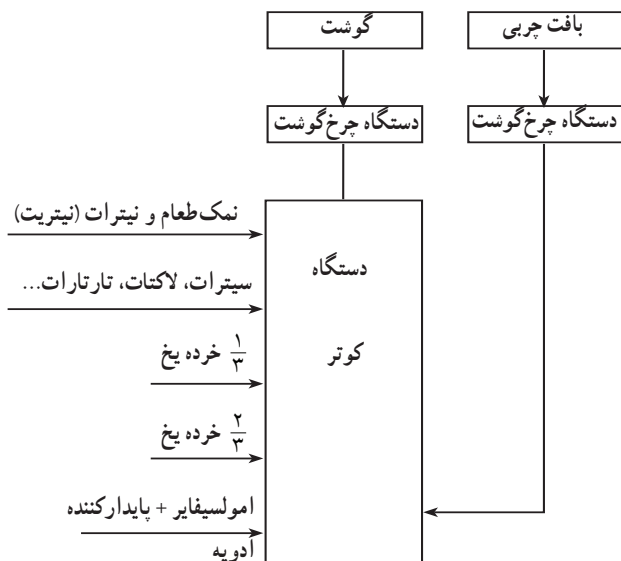 گوشت
بافت چربی
دستگاه چرخ‌گوشت
دستگاه چرخ‌گوشت
نمک‌طعام و نیترات (نیتریت)
سیترات، لاکتات، تارتارات...
۱/۳ خرده یخ
۲/۳ خرده یخ
امولسیفایر + پایدارکننده
ادویه
دستگاه
کوتر